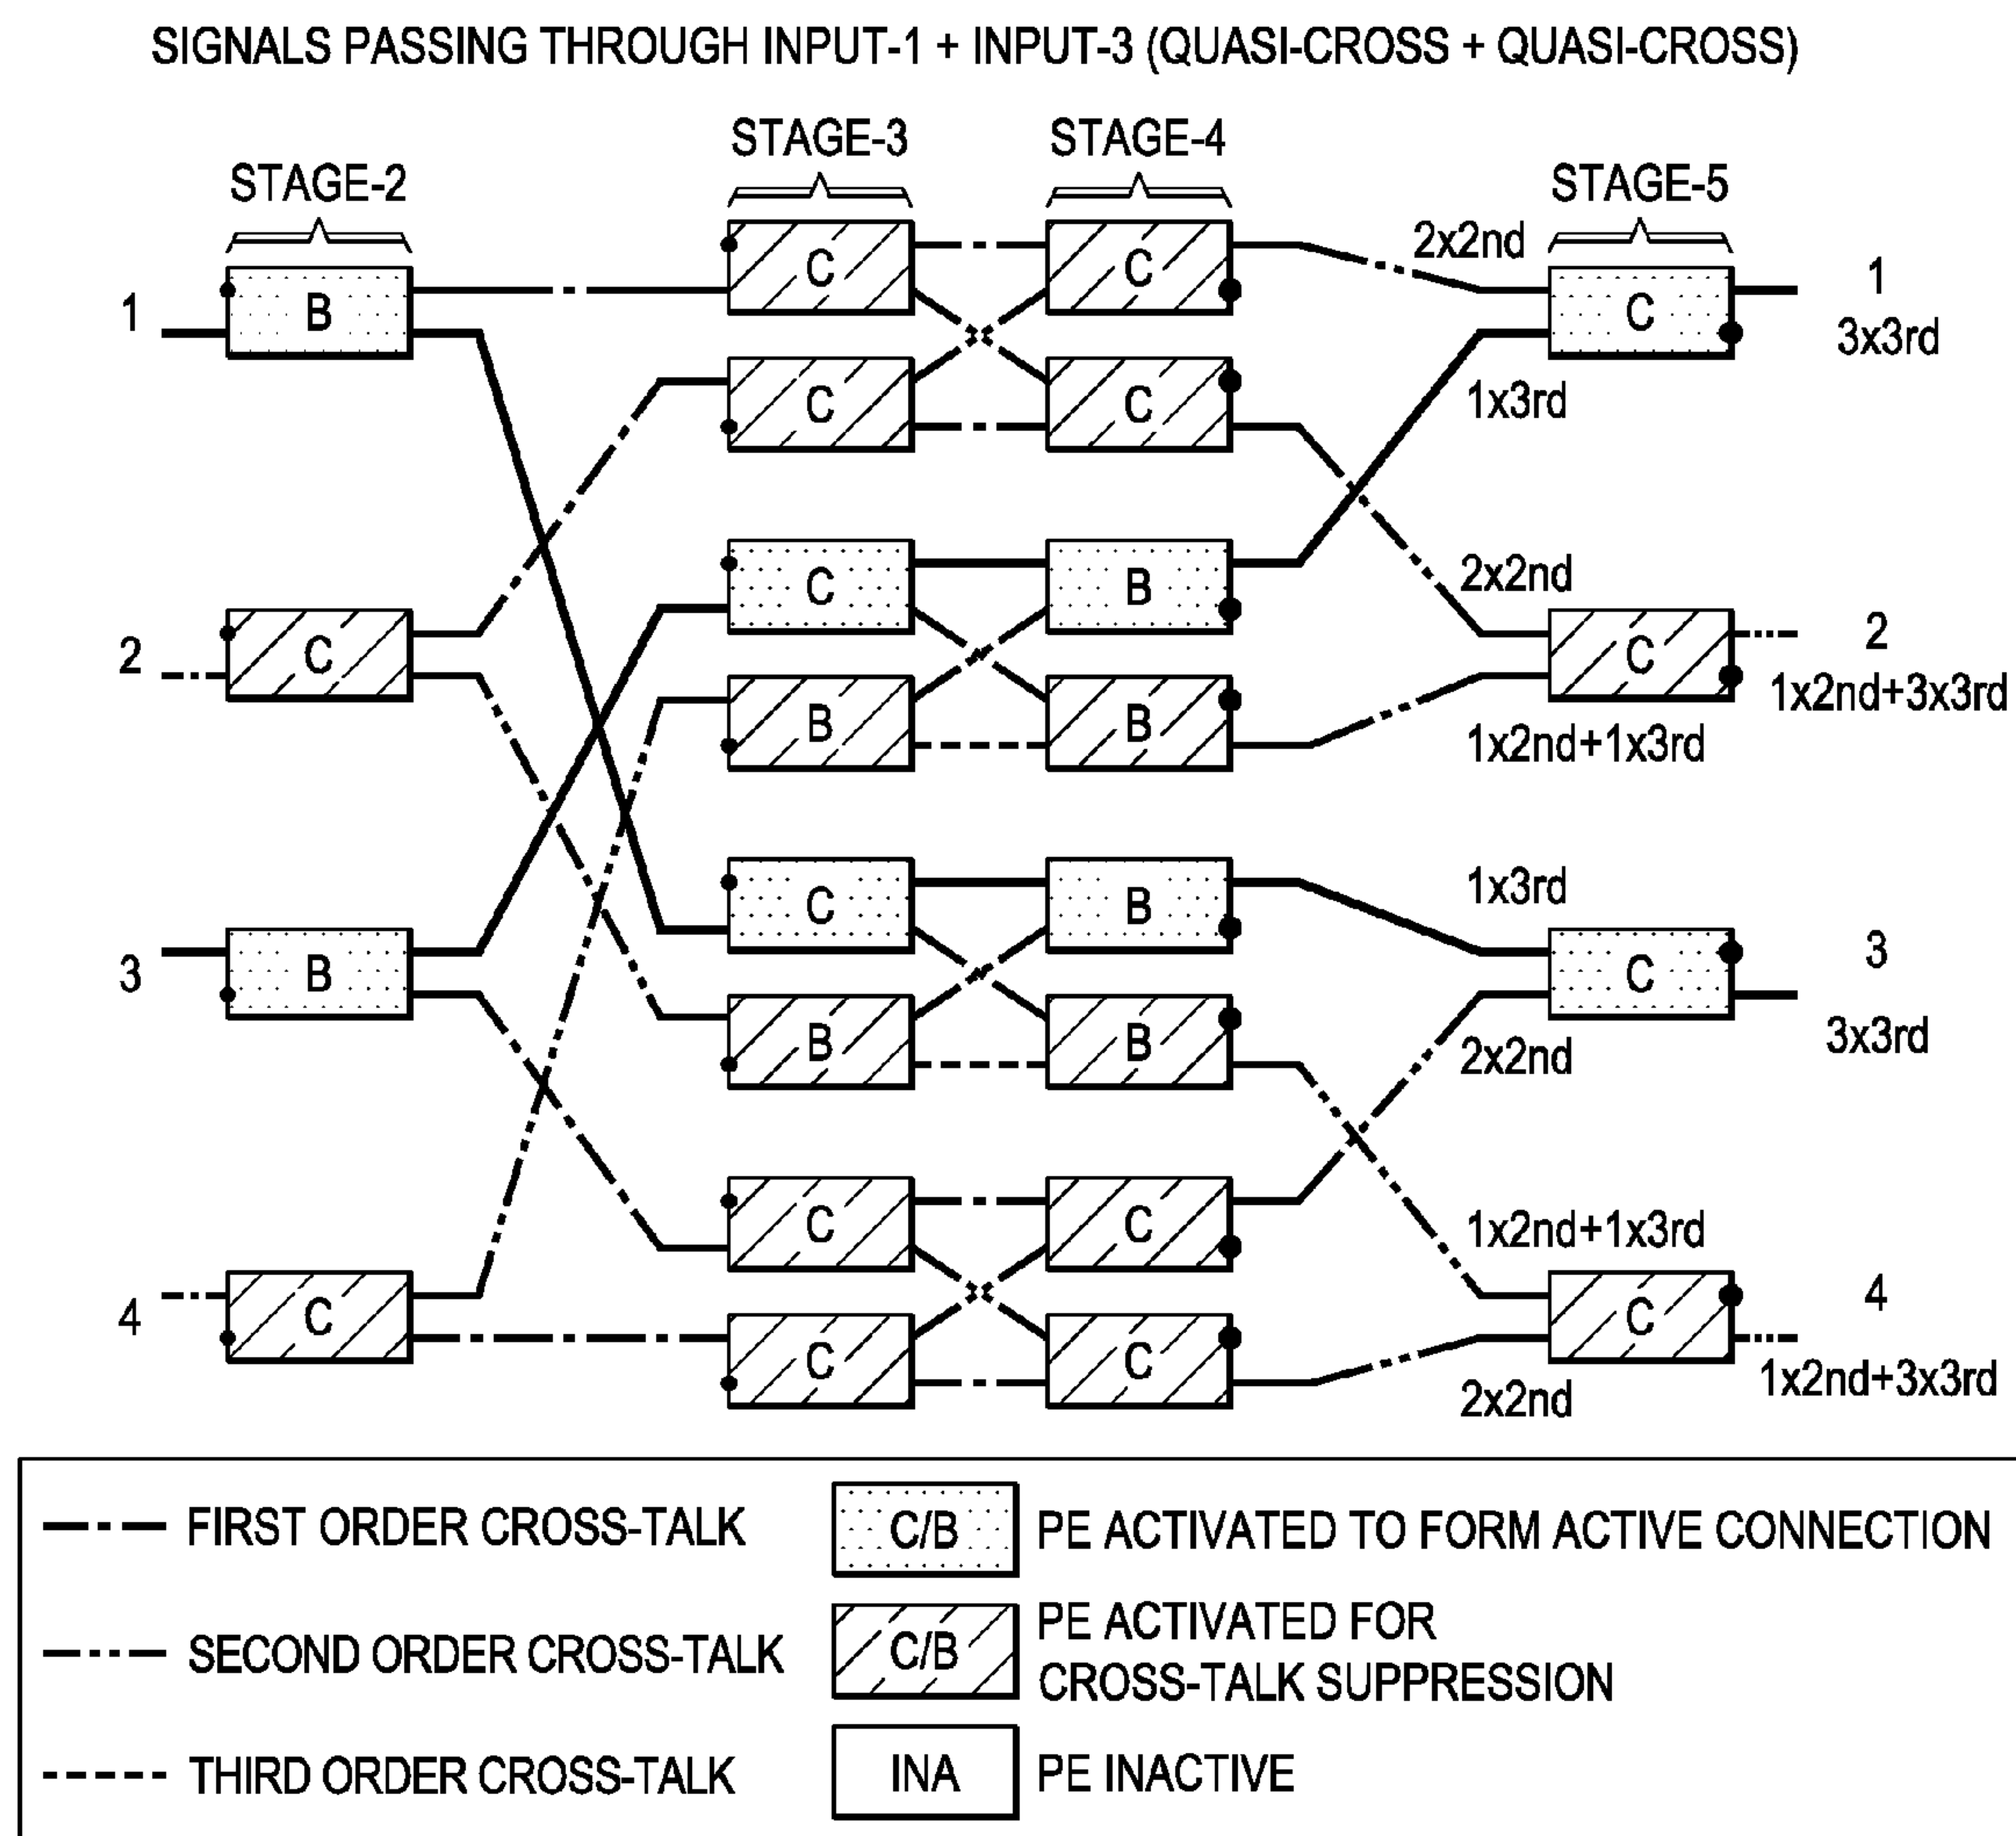 SIGNALS PASSING THROUGH INPUT-1 + INPUT-3 (QUASI-CROSS + QUASI-CROSS)
STAGE-2
STAGE-3
STAGE-4
STAGE-5
1
B
C
C
2x2nd
C
1
3x3rd
C
C
1x3rd
2
C
C
B
2x2nd
C
2
1x2nd+3x3rd
B
B
1x2nd+1x3rd
3
B
C
B
1x3rd
C
3
3x3rd
B
B
2x2nd
4
C
C
C
1x2nd+1x3rd
C
4
1x2nd+3x3rd
C
C
2x2nd
FIRST ORDER CROSS-TALK
C/B
PE ACTIVATED TO FORM ACTIVE CONNECTION
SECOND ORDER CROSS-TALK
C/B
PE ACTIVATED FOR
CROSS-TALK SUPPRESSION
THIRD ORDER CROSS-TALK
INA
PE INACTIVE